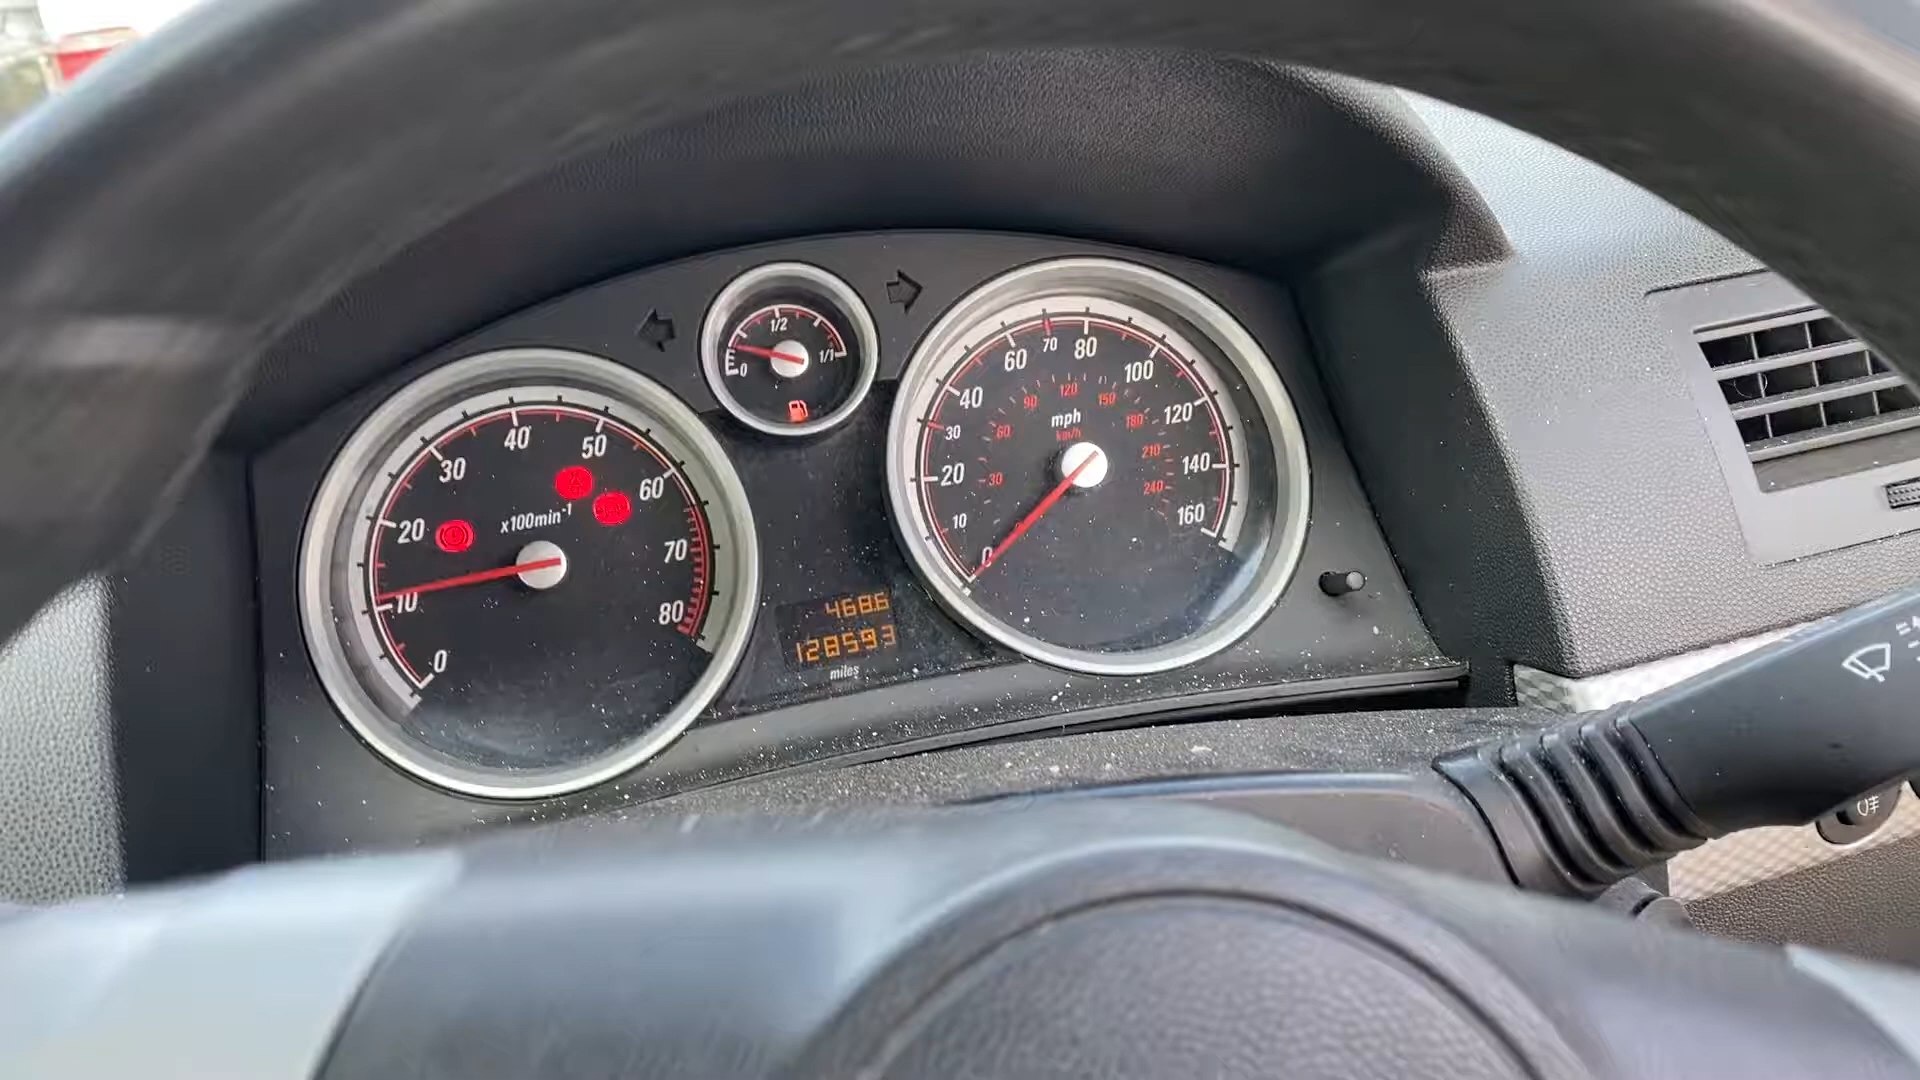 1/2
E 0 1/1
0 10 20 30 40 50 60 70 80
x100min-1
468.6
128593
miles
0 10 20 30 40 60 70 80 100 120 140 160
30 60 90 120 150 180 210 240
mph
km/h